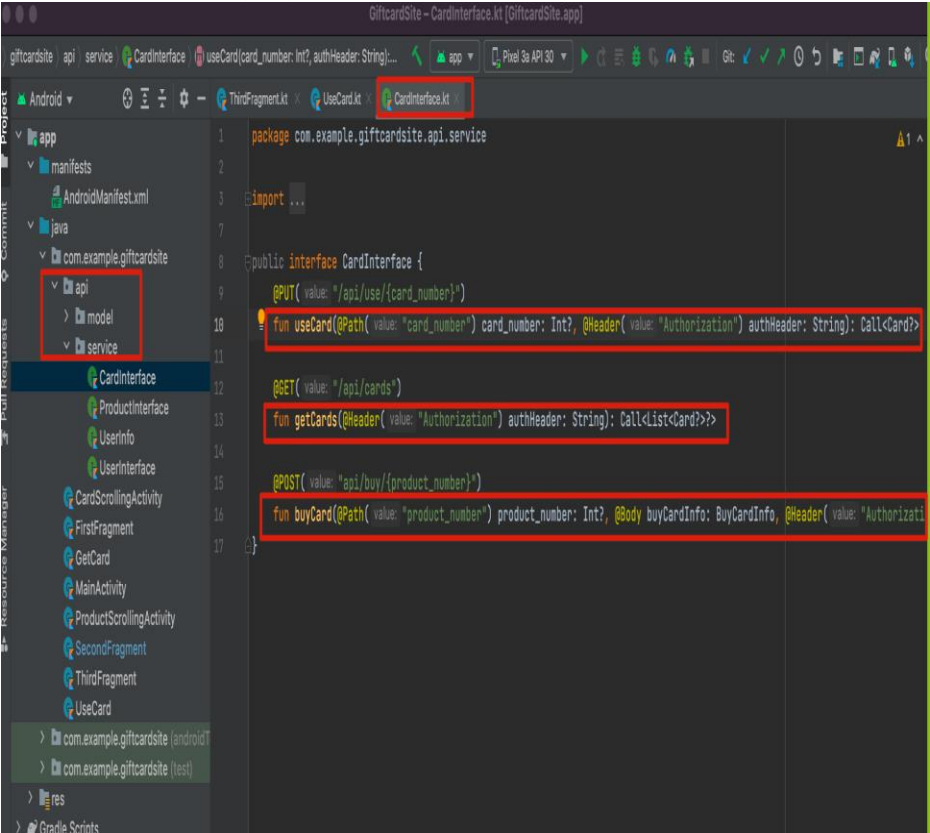 GiftcardSite – CardInterface.kt [GiftcardSite.app]
giftcardsite api service CardInterface useCard(card_number: Int?, authHeader: String):... app Pixel 3a API 30 Git:
Android ThirdFragment.kt UseCard.kt CardInterface.kt
Project
Commit
Pull Requests
Resource Manager
app
manifests
AndroidManifest.xml
java
com.example.giftcardsite
api
model
service
CardInterface
ProductInterface
UserInfo
UserInterface
CardScrollingActivity
FirstFragment
GetCard
MainActivity
ProductScrollingActivity
SecondFragment
ThirdFragment
UseCard
com.example.giftcardsite (androidT
com.example.giftcardsite (test)
res
Gradle Scripts
1 package com.example.giftcardsite.api.service 1
2
3 import ...
7
8 public interface CardInterface {
9 @PUT( value: "/api/use/{card_number}")
10 fun useCard(@Path( value: "card_number") card_number: Int?, @Header( value: "Authorization") authHeader: String): Call<Card?>
11
12 @GET( value: "/api/cards")
13 fun getCards(@Header( value: "Authorization") authHeader: String): Call<List<Card?>?>
14
15 @POST( value: "api/buy/{product_number}")
16 fun buyCard(@Path( value: "product_number") product_number: Int?, @Body buyCardInfo: BuyCardInfo, @Header( value: "Authorizati
17 }